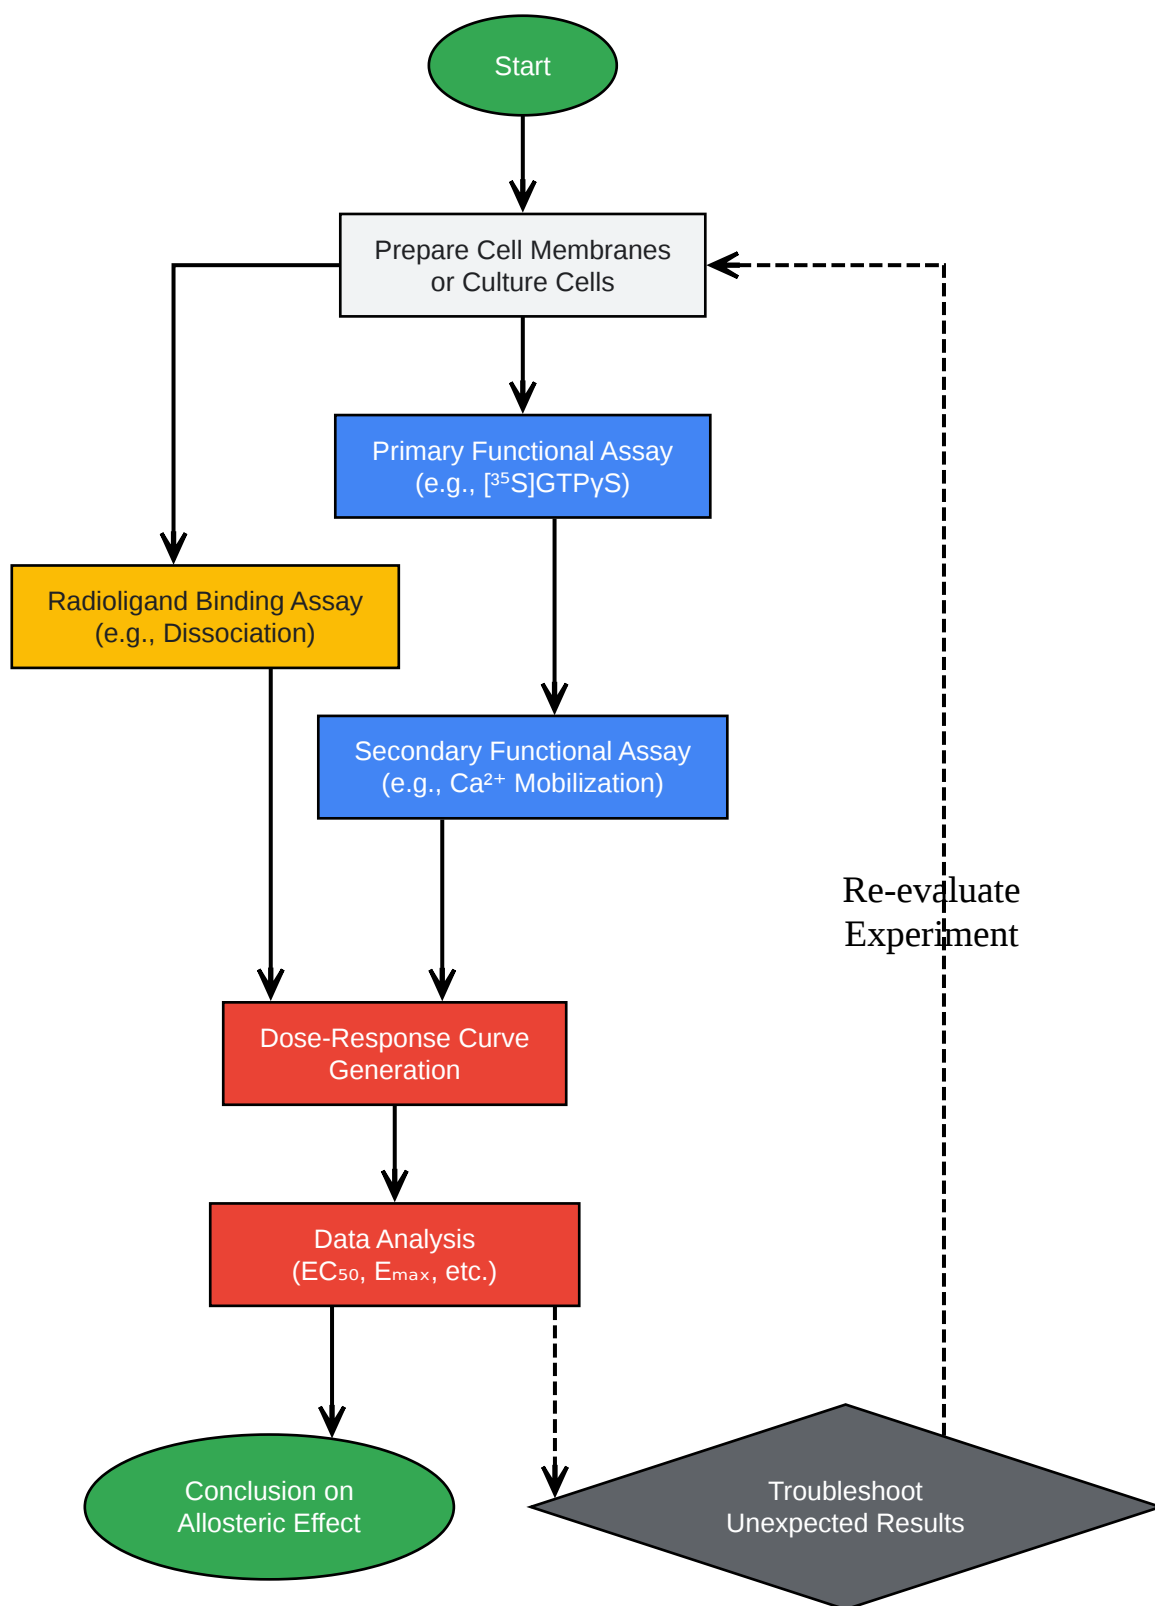 Start
Prepare Cell Membranes
or Culture Cells
Primary Functional Assay
(e.g., [³⁵S]GTPγS)
Radioligand Binding Assay
(e.g., Dissociation)
Secondary Functional Assay
(e.g., Ca²⁺ Mobilization)
Re-evaluate
Experiment
Dose-Response Curve
Generation
Data Analysis
(EC₅₀, Eₘₐₓ, etc.)
Conclusion on
Allosteric Effect
Troubleshoot
Unexpected Results